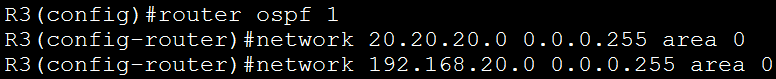 R3(config)#router ospf 1
R3(config-router)#network 20.20.20.0 0.0.0.255 area 0
R3(config-router)#network 192.168.20.0 0.0.0.255 area 0